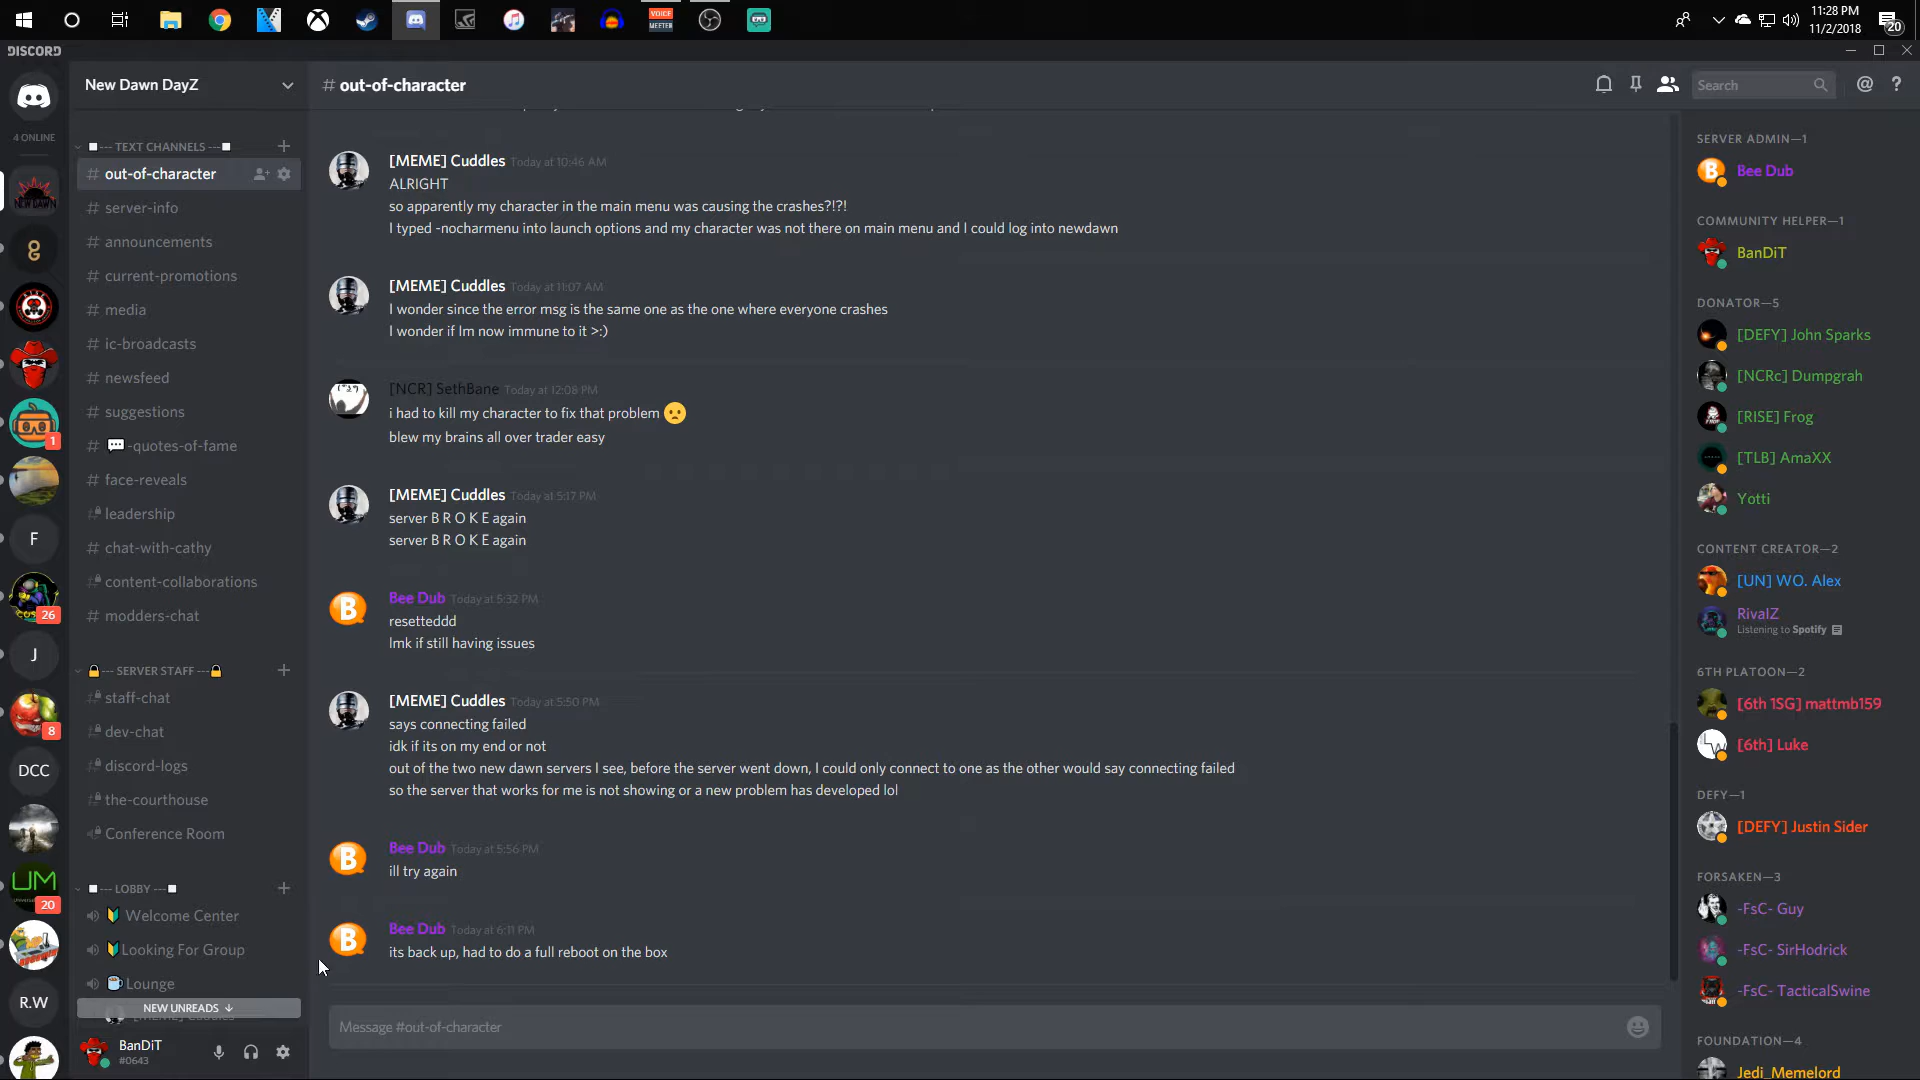 VOICE
MEETER
11:28 PM
11/2/2018
20
DISCORD
4 ONLINE
NEW DAWN
1
F
26
J
8
DCC
UM
20
R.W
New Dawn DayZ
--- TEXT CHANNELS ---
# out-of-character
# server-info
# announcements
# current-promotions
# media
# ic-broadcasts
# newsfeed
# suggestions
# 💬-quotes-of-fame
# face-reveals
# leadership
# chat-with-cathy
# content-collaborations
# modders-chat
🔒--- SERVER STAFF ---🔒
# staff-chat
# dev-chat
# discord-logs
# the-courthouse
Conference Room
--- LOBBY ---
🔰 Welcome Center
🔰Looking For Group
Lounge
NEW UNREADS ↓
BanDiT
#0643
# out-of-character
Search
@ ?
[MEME] Cuddles Today at 10:46 AM
ALRIGHT
so apparently my character in the main menu was causing the crashes?!?!
I typed -nocharmenu into launch options and my character was not there on main menu and I could log into newdawn
[MEME] Cuddles Today at 11:07 AM
I wonder since the error msg is the same one as the one where everyone crashes
I wonder if Im now immune to it >:)
[NCR] SethBane Today at 12:08 PM
i had to kill my character to fix that problem 🙁
blew my brains all over trader easy
[MEME] Cuddles Today at 5:17 PM
server B R O K E again
server B R O K E again
Bee Dub Today at 5:32 PM
resetteddd
lmk if still having issues
[MEME] Cuddles Today at 5:50 PM
says connecting failed
idk if its on my end or not
out of the two new dawn servers I see, before the server went down, I could only connect to one as the other would say connecting failed
so the server that works for me is not showing or a new problem has developed lol
Bee Dub Today at 5:56 PM
ill try again
Bee Dub Today at 6:11 PM
its back up, had to do a full reboot on the box
Message #out-of-character
SERVER ADMIN—1
Bee Dub
COMMUNITY HELPER—1
BanDiT
DONATOR—5
[DEFY] John Sparks
[NCRc] Dumpgrah
[RISE] Frog
[TLB] AmaXX
Yotti
CONTENT CREATOR—2
[UN] WO. Alex
RivalZ
Listening to Spotify
6TH PLATOON—2
[6th 1SG] mattmb159
[6th] Luke
DEFY—1
[DEFY] Justin Sider
FORSAKEN—3
-FsC- Guy
-FsC- SirHodrick
-FsC- TacticalSwine
FOUNDATION—4
Jedi_Memelord